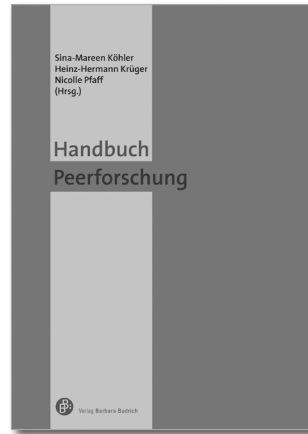 Sina-Mareen Köhler
Heinz-Hermann Krüger
Nicolle Pfaff
(Hrsg.)
Handbuch
Peerforschung
Verlag Barbara Budrich